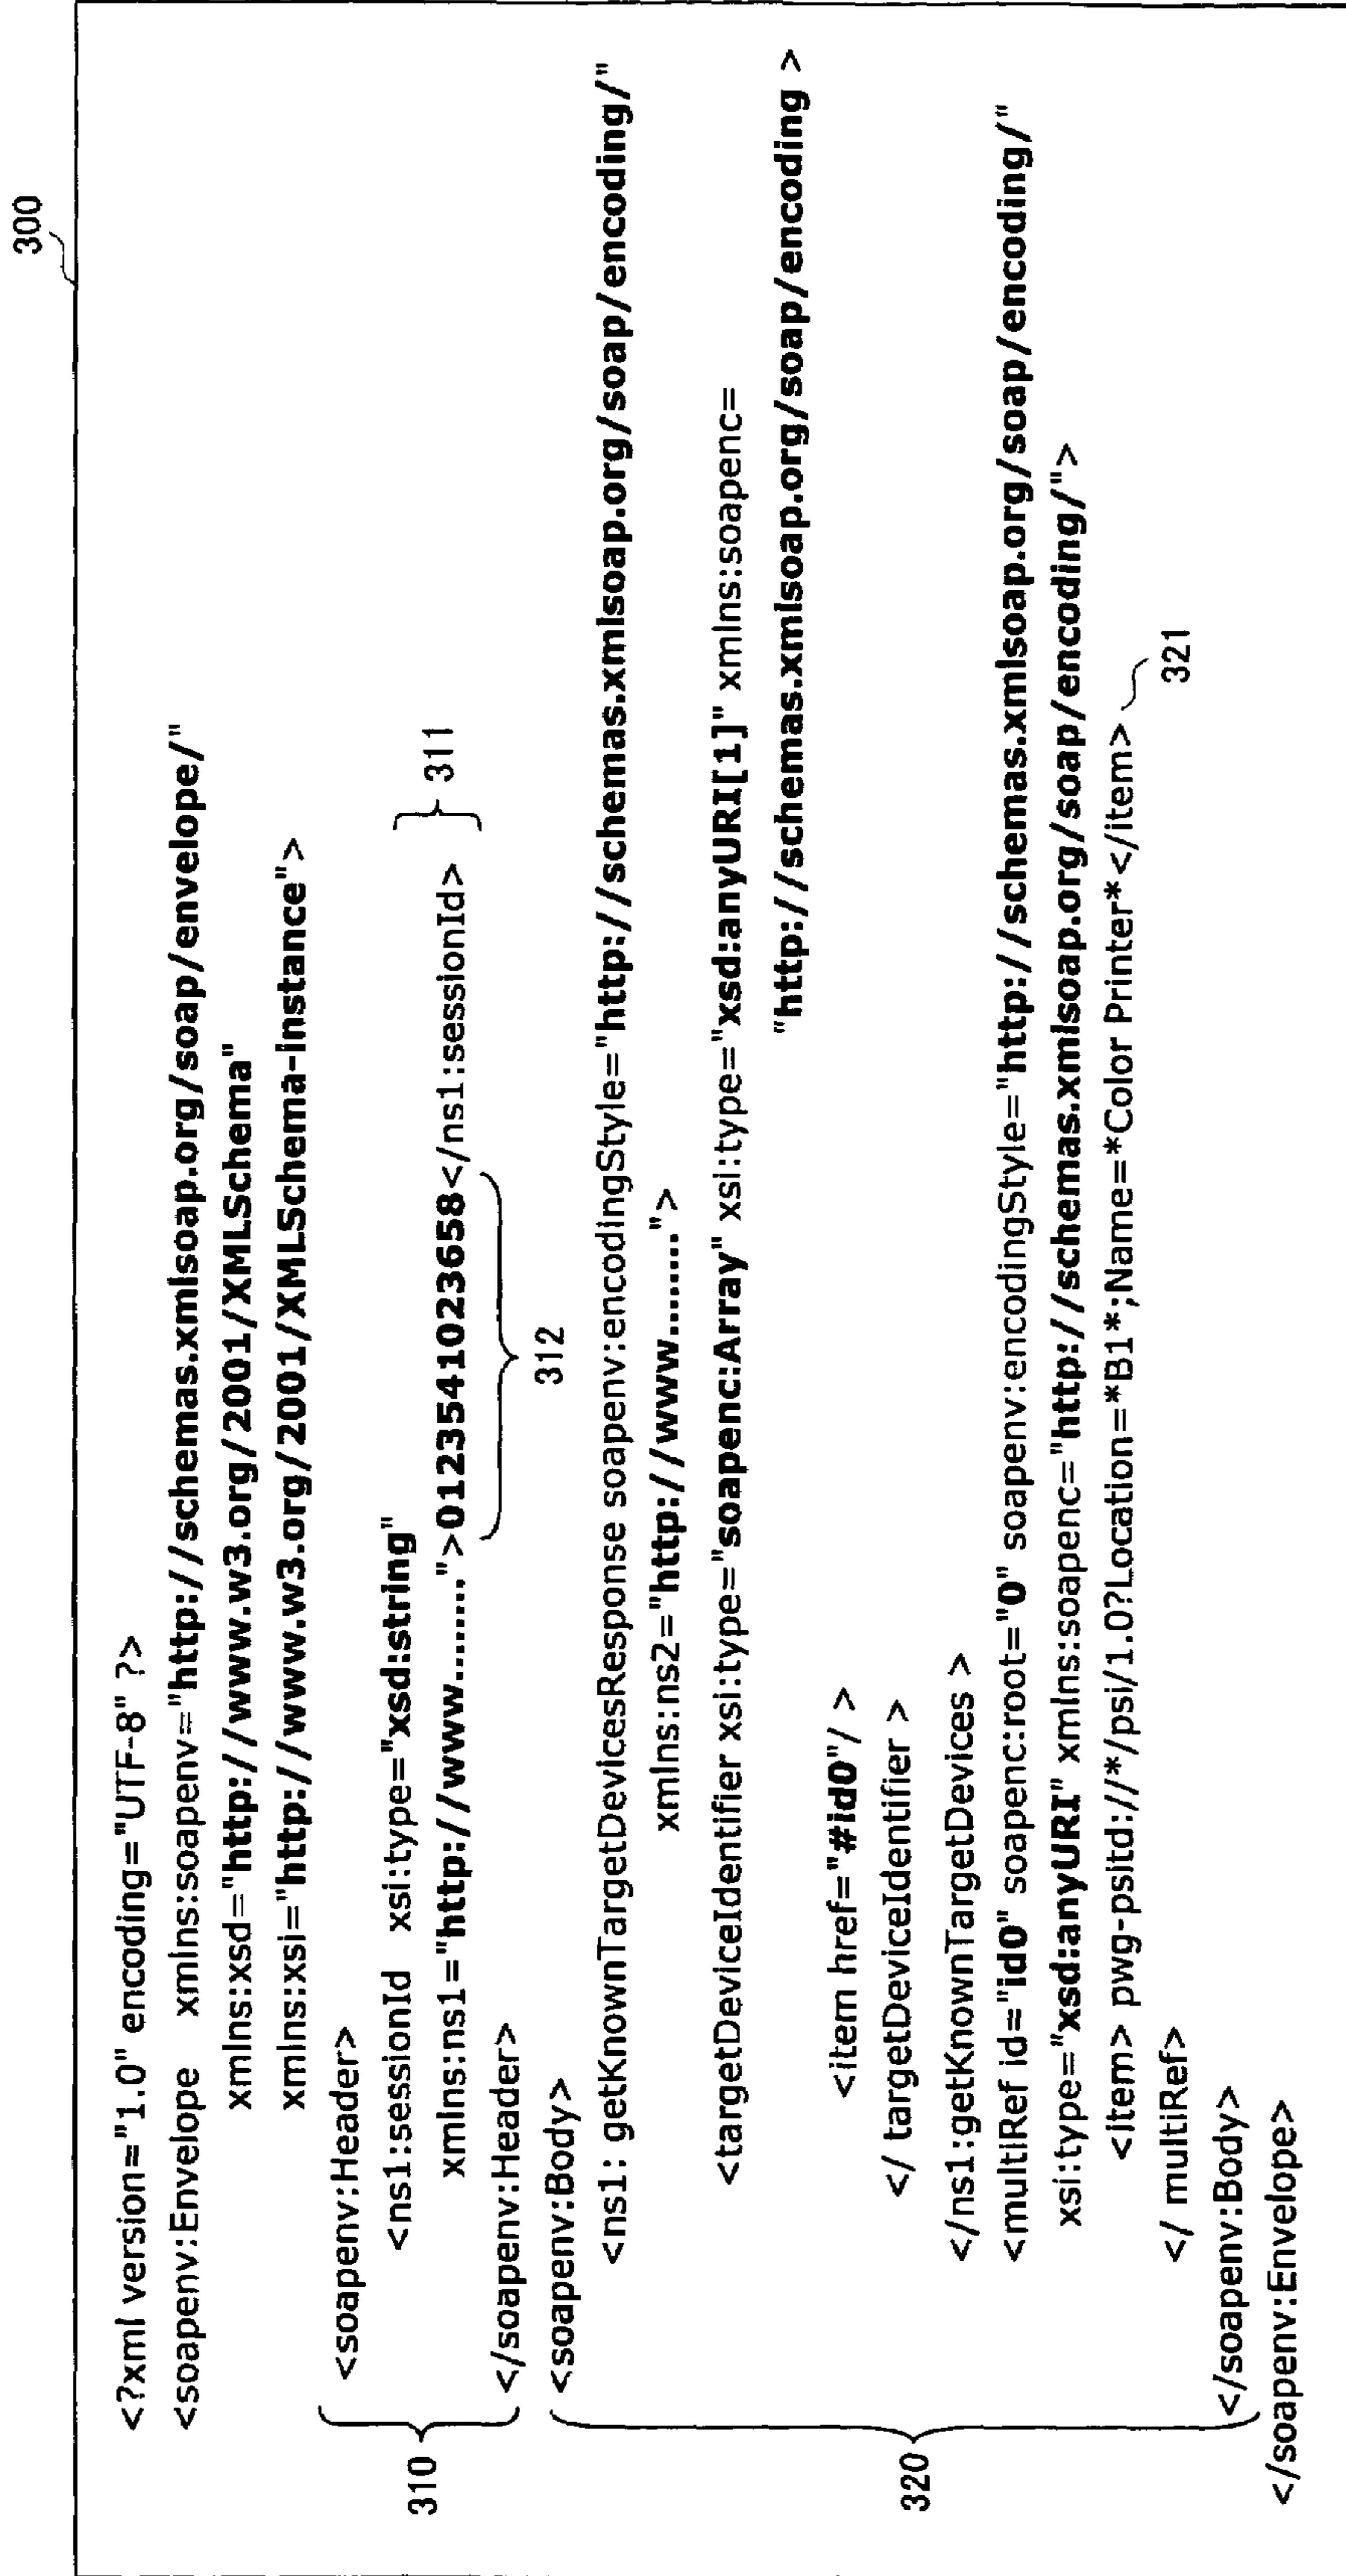 300
<?xml version="1.0" encoding="UTF-8" ?>
<soapenv:Envelope xmlns:soapenv="http://schemas.xmlsoap.org/soap/envelope/"
xmlns:xsd="http://www.w3.org/2001/XMLSchema"
xmlns:xsi="http://www.w3.org/2001/XMLSchema-instance">
<soapenv:Header>
<ns1:sessionId xsi:type="xsd:string"
xmlns:ns1="http://www........">0123541023658</ns1:sessionId>
311
312
</soapenv:Header>
310
<soapenv:Body>
<ns1: getKnownTargetDevicesResponse soapenv:encodingStyle="http://schemas.xmlsoap.org/soap/encoding/"
xmlns:ns2="http://www........">
<targetDeviceIdentifier xsi:type="soapenc:Array" xsi:type="xsd:anyURI[1]" xmlns:soapenc=
"http://schemas.xmlsoap.org/soap/encoding >
<item href="#id0"/ >
</ targetDeviceIdentifier >
</ns1:getKnownTargetDevices >
<multiRef id="id0" soapenc:root="0" soapenv:encodingStyle="http://schemas.xmlsoap.org/soap/encoding/"
xsi:type="xsd:anyURI" xmlns:soapenc="http://schemas.xmlsoap.org/soap/encoding/">
<item> pwg-psitd://*/psi/1.0?Location=*B1*;Name=*Color Printer*</item>
321
</ multiRef>
</soapenv:Body>
320
</soapenv:Envelope>